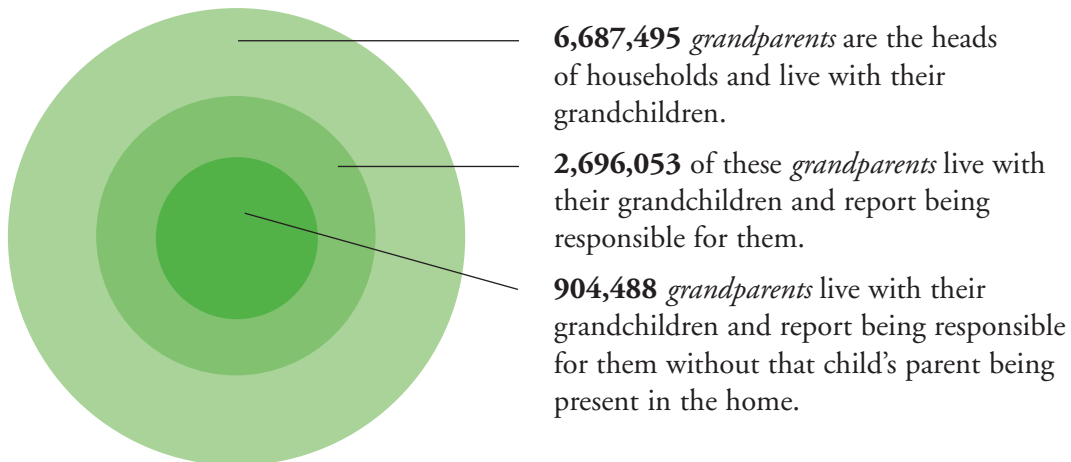 6,687,495 grandparents are the heads
of households and live with their
grandchildren.
2,696,053 of these grandparents live with
their grandchildren and report being
responsible for them.
904,488 grandparents live with their
grandchildren and report being responsible
for them without that child’s parent being
present in the home.